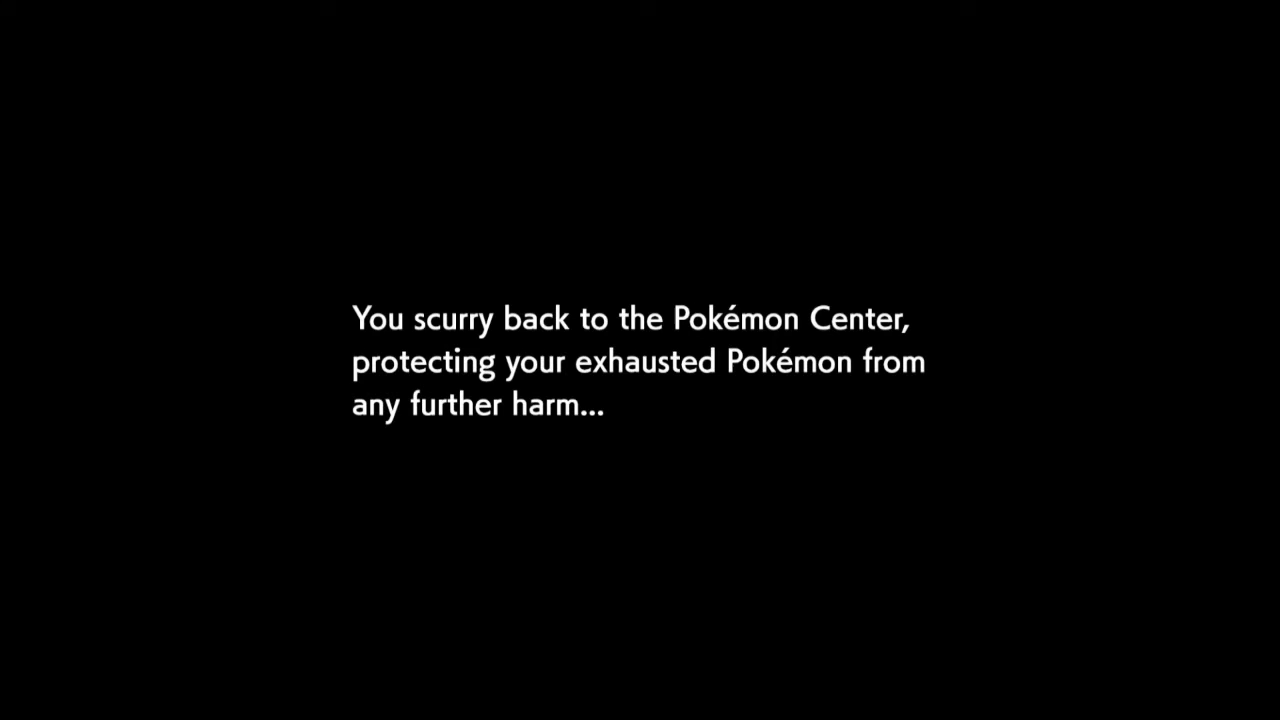 You scurry back to the Pokémon Center,
protecting your exhausted Pokémon from
any further harm...